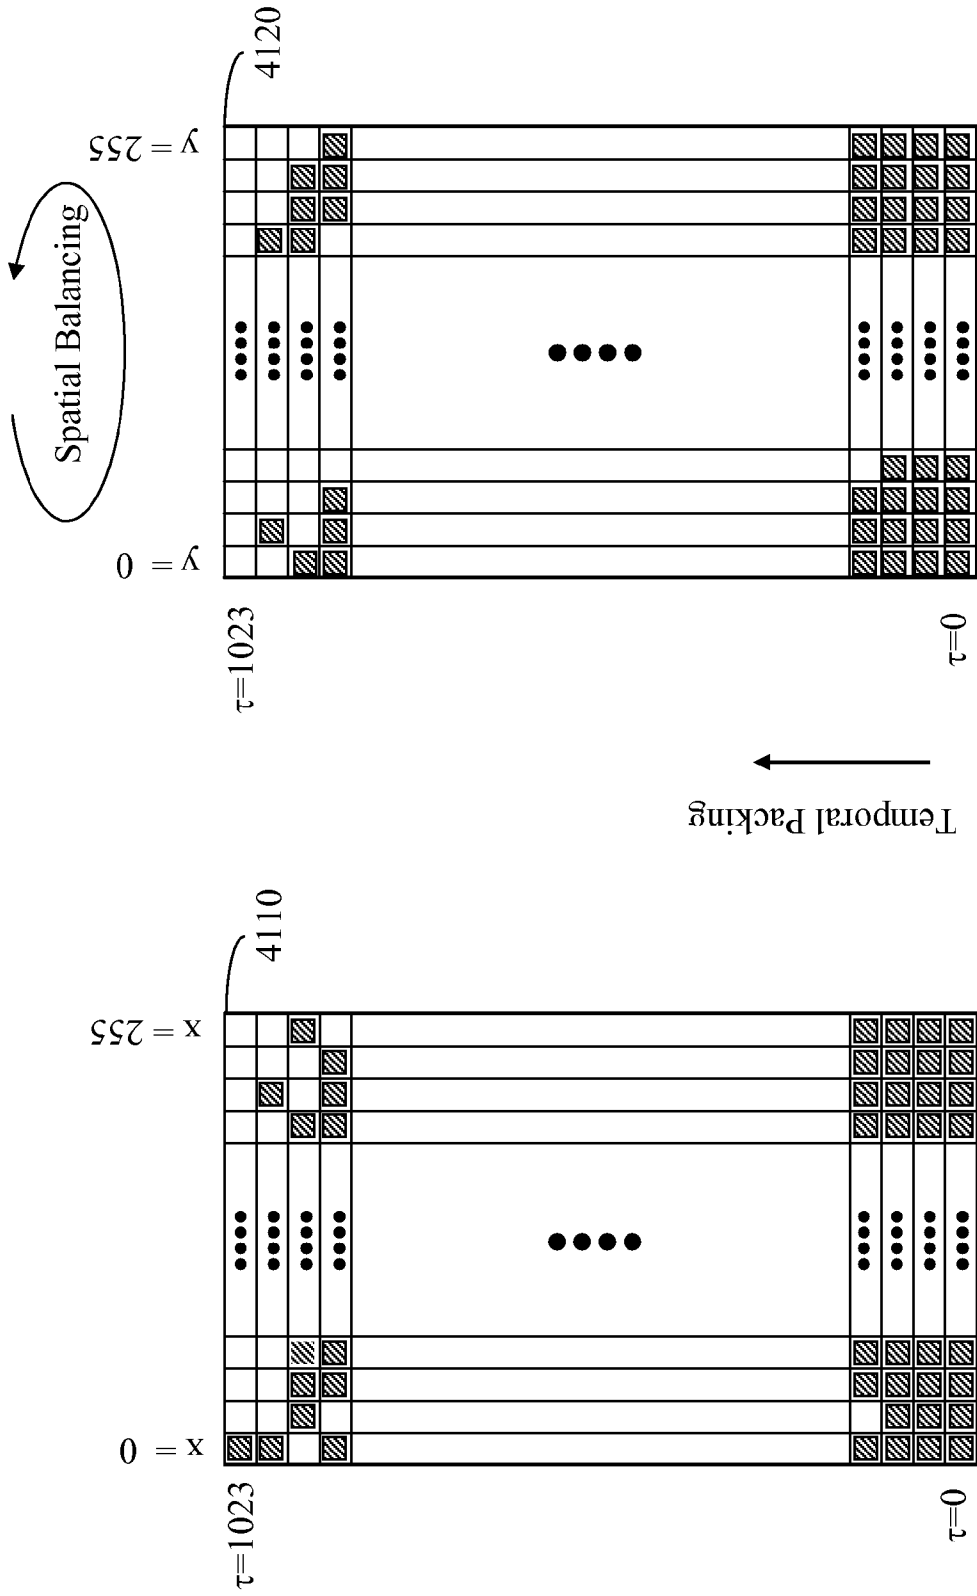 4120
y = 255
Spatial Balancing
y = 0
τ=1023
τ=0
Temporal Packing
4110
x = 255
x = 0
τ=1023
τ=0